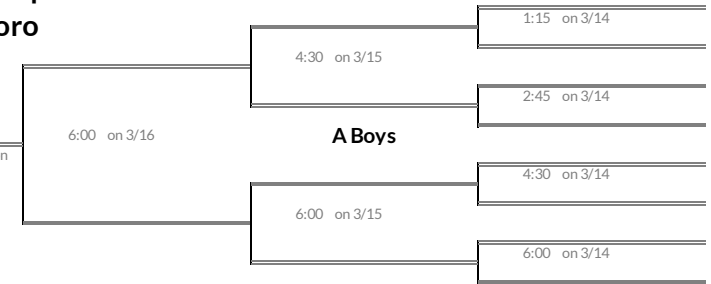 oro
1:15 on 3/14
4:30 on 3/15
2:45 on 3/14
6:00 on 3/16
A Boys
n
4:30 on 3/14
6:00 on 3/15
6:00 on 3/14